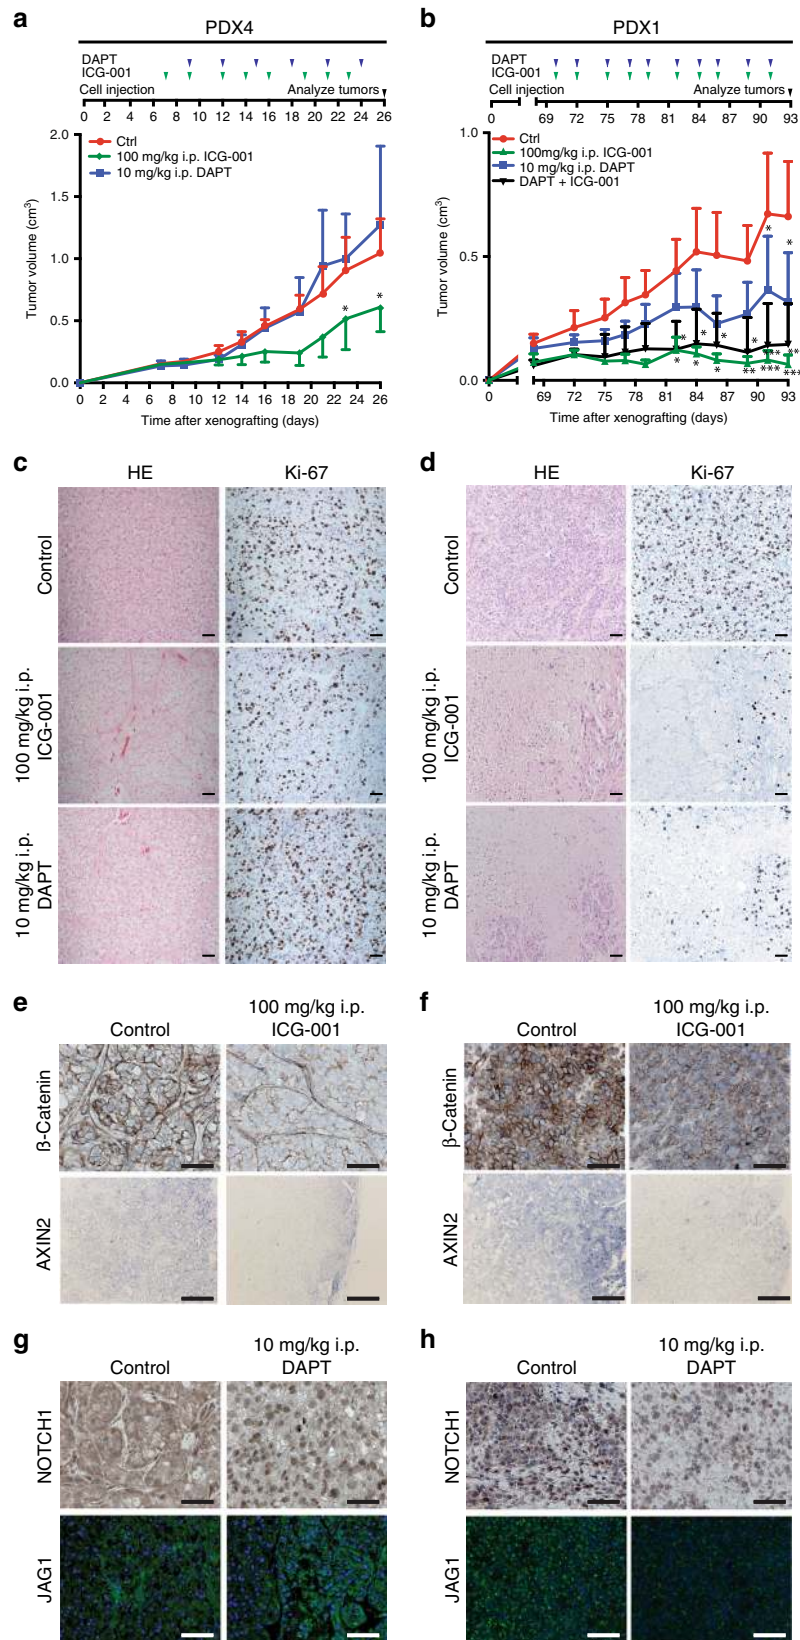 a
PDX4
DAPT
ICG-001
Cell injection
Analyze tumors
0 2 4 6 8 10 12 14 16 18 20 22 24 26
2.0
1.5
1.0
0.5
0.0
Tumor volume (cm³)
Ctrl
100 mg/kg i.p. ICG-001
10 mg/kg i.p. DAPT
*
*
0 2 4 6 8 10 12 14 16 18 20 22 24 26
Time after xenografting (days)
b
PDX1
DAPT
ICG-001
Cell injection
Analyze tumors
0 69 72 75 78 81 84 87 90 93
1.0
0.5
0.0
Tumor volume (cm³)
Ctrl
100mg/kg i.p. ICG-001
10 mg/kg i.p. DAPT
DAPT + ICG-001
* *
* * * * ** **
* * * ** *** ***
0 69 72 75 78 81 84 87 90 93
Time after xenografting (days)
c
HE Ki-67
Control
100 mg/kg i.p.
ICG-001
10 mg/kg i.p.
DAPT
d
HE Ki-67
Control
100 mg/kg i.p.
ICG-001
10 mg/kg i.p.
DAPT
e
Control
100 mg/kg i.p.
ICG-001
ß-Catenin
AXIN2
f
Control
100 mg/kg i.p.
ICG-001
β-Catenin
AXIN2
g
Control
10 mg/kg i.p.
DAPT
NOTCH1
JAG1
h
Control
10 mg/kg i.p.
DAPT
NOTCH1
JAG1